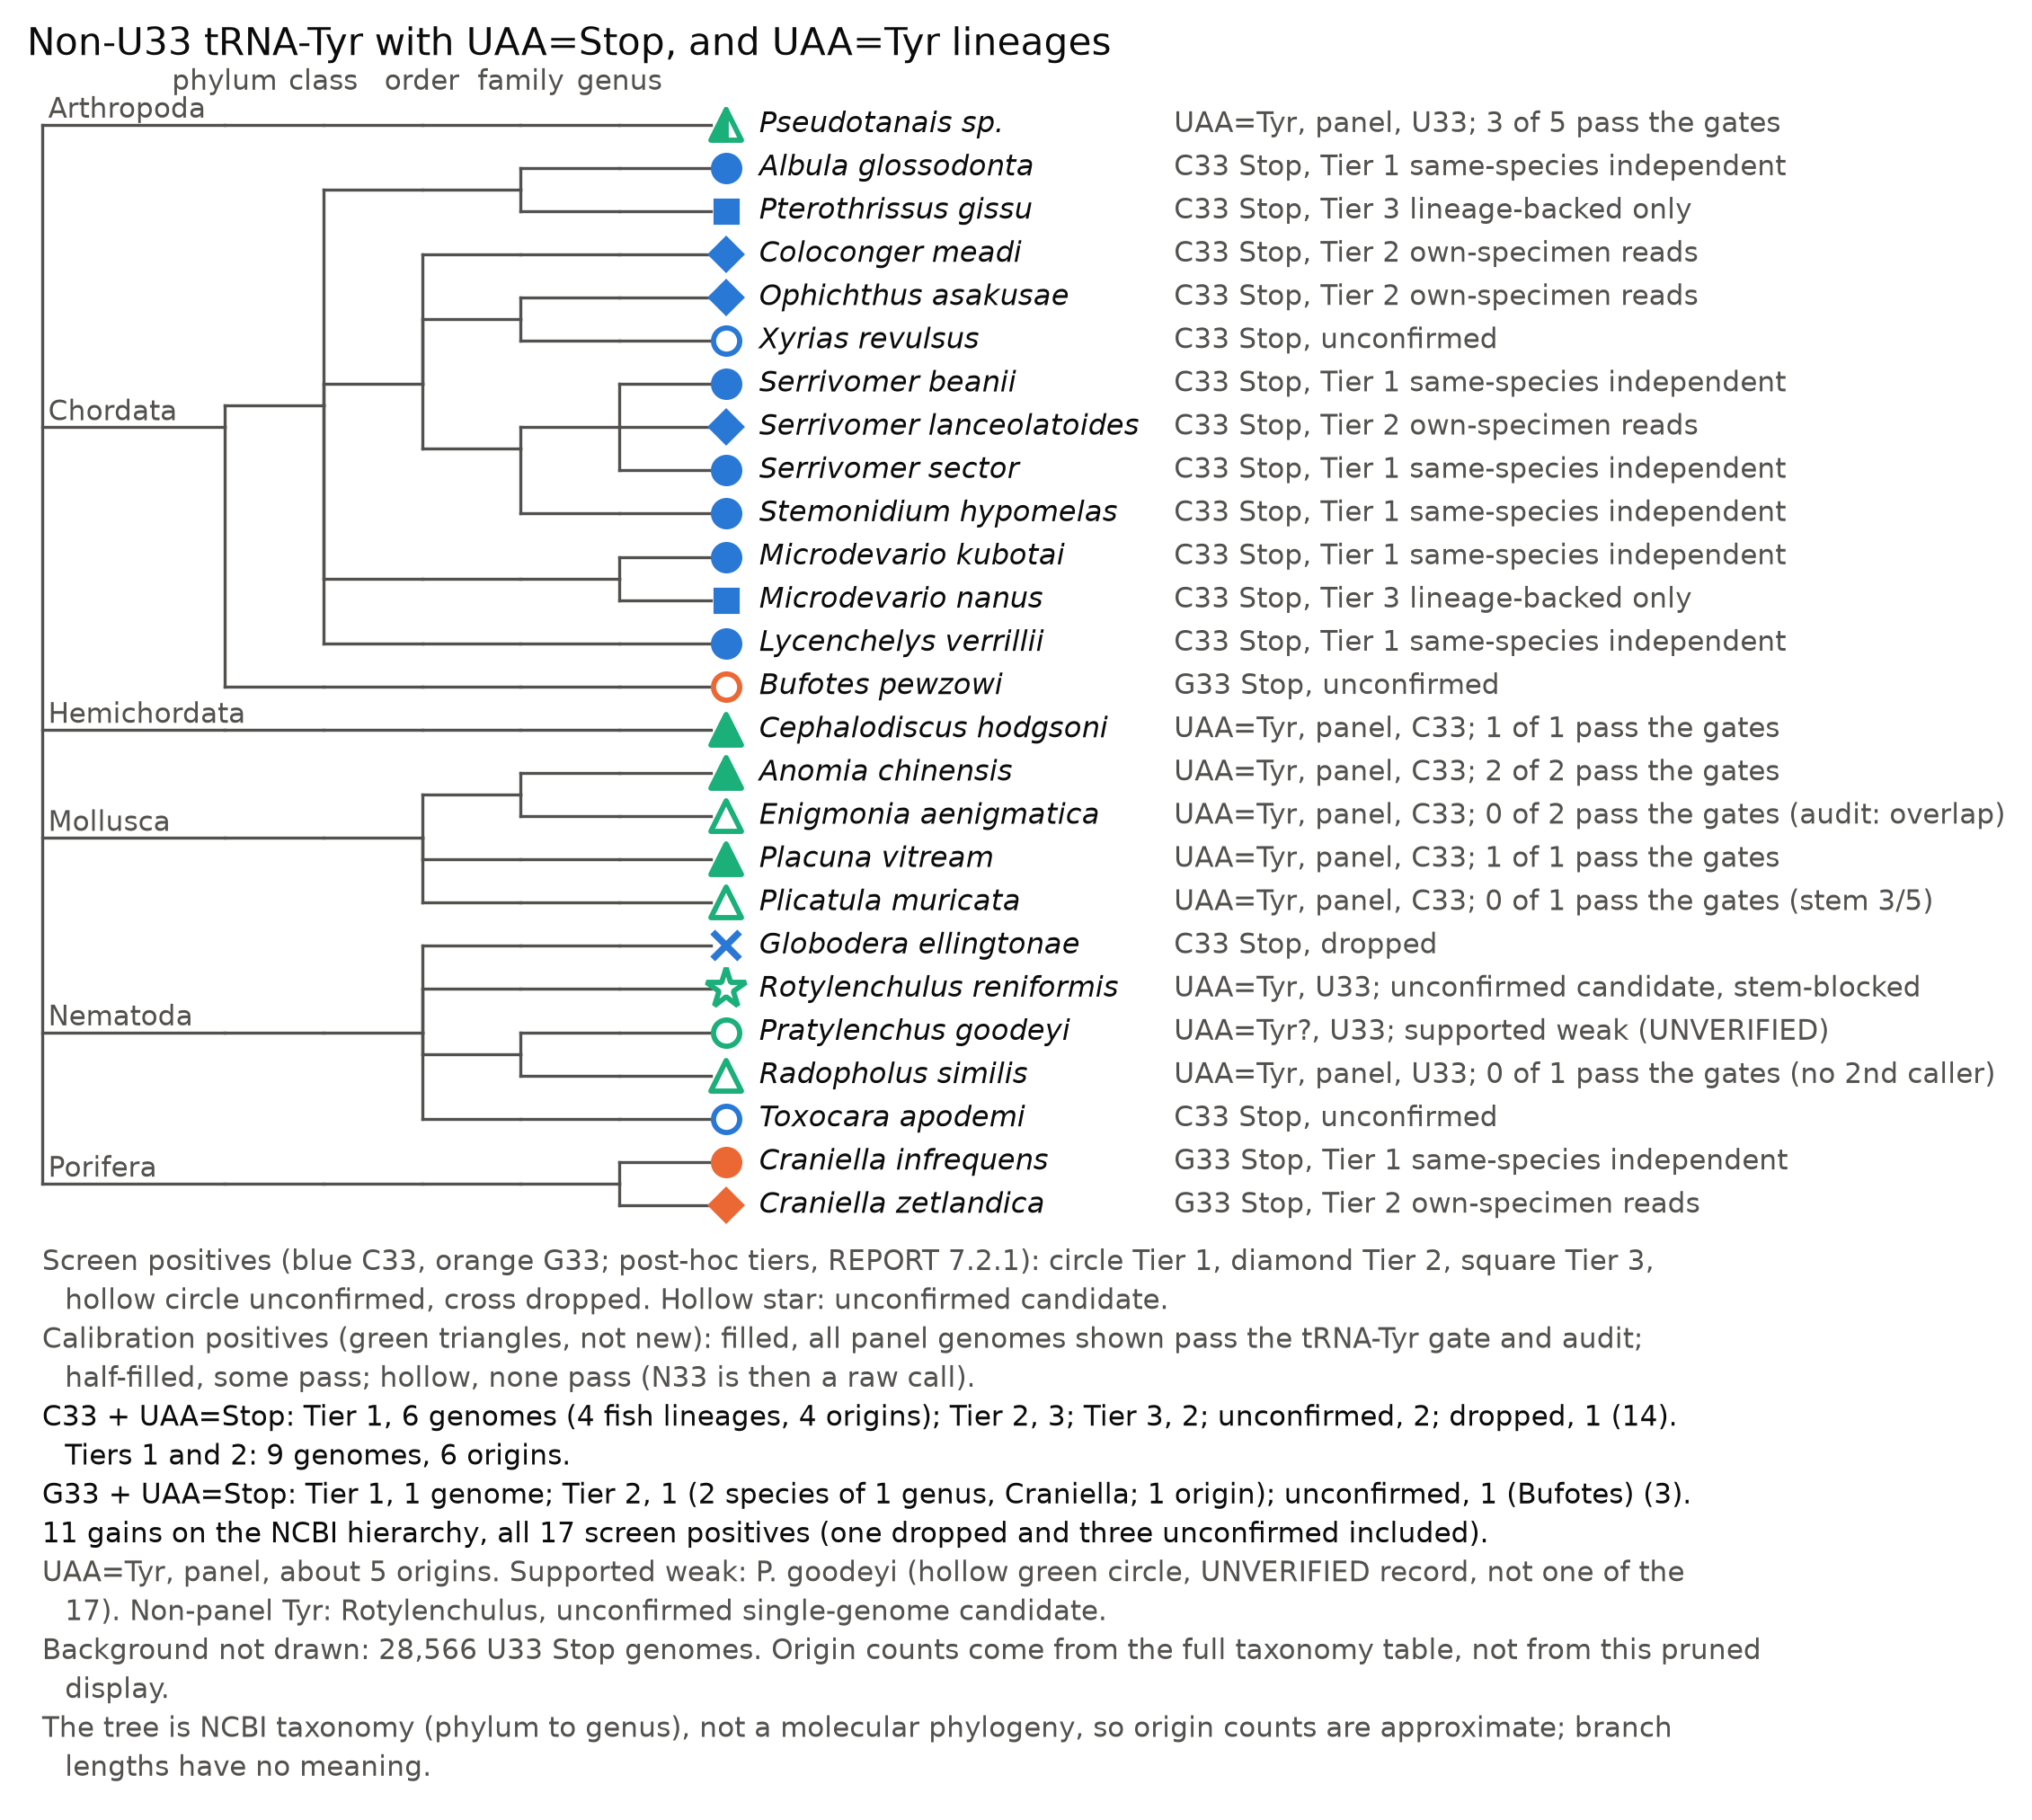 Non-U33 tRNA-Tyr with UAA=Stop, and UAA=Tyr lineages
phylum class order family genus
Arthropoda
Pseudotanais sp. UAA=Tyr, panel, U33; 3 of 5 pass the gates
Albula glossodonta C33 Stop, Tier 1 same-species independent
Pterothrissus gissu C33 Stop, Tier 3 lineage-backed only
Coloconger meadi C33 Stop, Tier 2 own-specimen reads
Ophichthus asakusae C33 Stop, Tier 2 own-specimen reads
Xyrias revulsus C33 Stop, unconfirmed
Serrivomer beanii C33 Stop, Tier 1 same-species independent
Chordata
Serrivomer lanceolatoides C33 Stop, Tier 2 own-specimen reads
Serrivomer sector C33 Stop, Tier 1 same-species independent
Stemonidium hypomelas C33 Stop, Tier 1 same-species independent
Microdevario kubotai C33 Stop, Tier 1 same-species independent
Microdevario nanus C33 Stop, Tier 3 lineage-backed only
Lycenchelys verrillii C33 Stop, Tier 1 same-species independent
Bufotes pewzowi G33 Stop, unconfirmed
Hemichordata
Cephalodiscus hodgsoni UAA=Tyr, panel, C33; 1 of 1 pass the gates
Anomia chinensis UAA=Tyr, panel, C33; 2 of 2 pass the gates
Mollusca
Enigmonia aenigmatica UAA=Tyr, panel, C33; 0 of 2 pass the gates (audit: overlap)
Placuna vitream UAA=Tyr, panel, C33; 1 of 1 pass the gates
Plicatula muricata UAA=Tyr, panel, C33; 0 of 1 pass the gates (stem 3/5)
Globodera ellingtonae C33 Stop, dropped
Rotylenchulus reniformis UAA=Tyr, U33; unconfirmed candidate, stem-blocked
Nematoda
Pratylenchus goodeyi UAA=Tyr?, U33; supported weak (UNVERIFIED)
Radopholus similis UAA=Tyr, panel, U33; 0 of 1 pass the gates (no 2nd caller)
Toxocara apodemi C33 Stop, unconfirmed
Porifera
Craniella infrequens G33 Stop, Tier 1 same-species independent
Craniella zetlandica G33 Stop, Tier 2 own-specimen reads
Screen positives (blue C33, orange G33; post-hoc tiers, REPORT 7.2.1): circle Tier 1, diamond Tier 2, square Tier 3,
hollow circle unconfirmed, cross dropped. Hollow star: unconfirmed candidate.
Calibration positives (green triangles, not new): filled, all panel genomes shown pass the tRNA-Tyr gate and audit;
half-filled, some pass; hollow, none pass (N33 is then a raw call).
C33 + UAA=Stop: Tier 1, 6 genomes (4 fish lineages, 4 origins); Tier 2, 3; Tier 3, 2; unconfirmed, 2; dropped, 1 (14).
Tiers 1 and 2: 9 genomes, 6 origins.
G33 + UAA=Stop: Tier 1, 1 genome; Tier 2, 1 (2 species of 1 genus, Craniella; 1 origin); unconfirmed, 1 (Bufotes) (3).
11 gains on the NCBI hierarchy, all 17 screen positives (one dropped and three unconfirmed included).
UAA=Tyr, panel, about 5 origins. Supported weak: P. goodeyi (hollow green circle, UNVERIFIED record, not one of the
17). Non-panel Tyr: Rotylenchulus, unconfirmed single-genome candidate.
Background not drawn: 28,566 U33 Stop genomes. Origin counts come from the full taxonomy table, not from this pruned
display.
The tree is NCBI taxonomy (phylum to genus), not a molecular phylogeny, so origin counts are approximate; branch
lengths have no meaning.